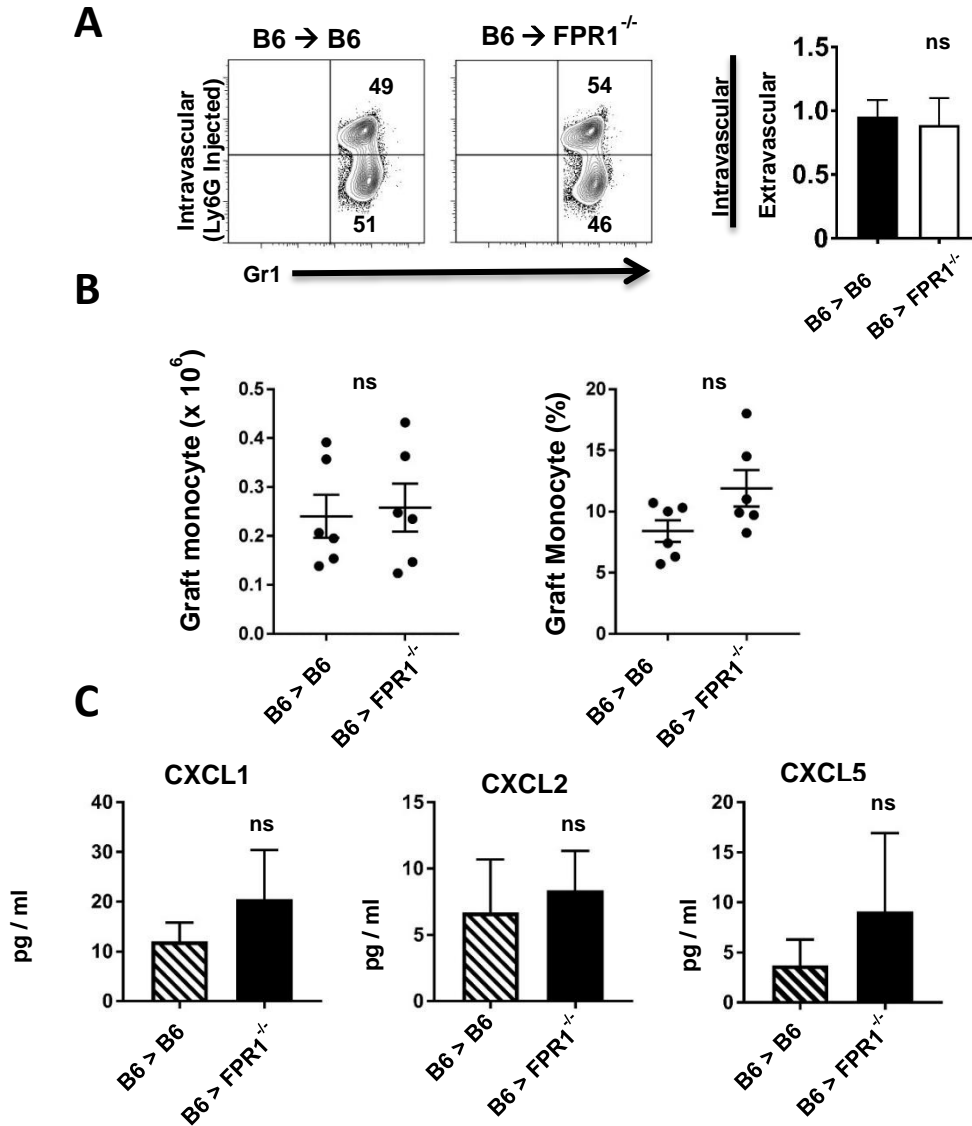 A
B6 → B6
B6 → FPR1-/-
Intravascular
(Ly6G Injected)
49
51
54
46
Gr1
Intravascular
Extravascular
1.5
1.0
0.5
0
ns
B6 > B6
B6 > FPR1-/-
B
Graft monocyte (x 10^6)
0.5
0.4
0.3
0.2
0.1
0.0
ns
B6 > B6
B6 > FPR1-/-
Graft Monocyte (%)
20
15
10
5
0
ns
B6 > B6
B6 > FPR1-/-
C
CXCL1
pg / ml
40
30
20
10
0
ns
B6 > B6
B6 > FPR1-/-
CXCL2
pg / ml
15
10
5
0
ns
B6 > B6
B6 > FPR1-/-
CXCL5
pg / ml
20
15
10
5
0
ns
B6 > B6
B6 > FPR1-/-